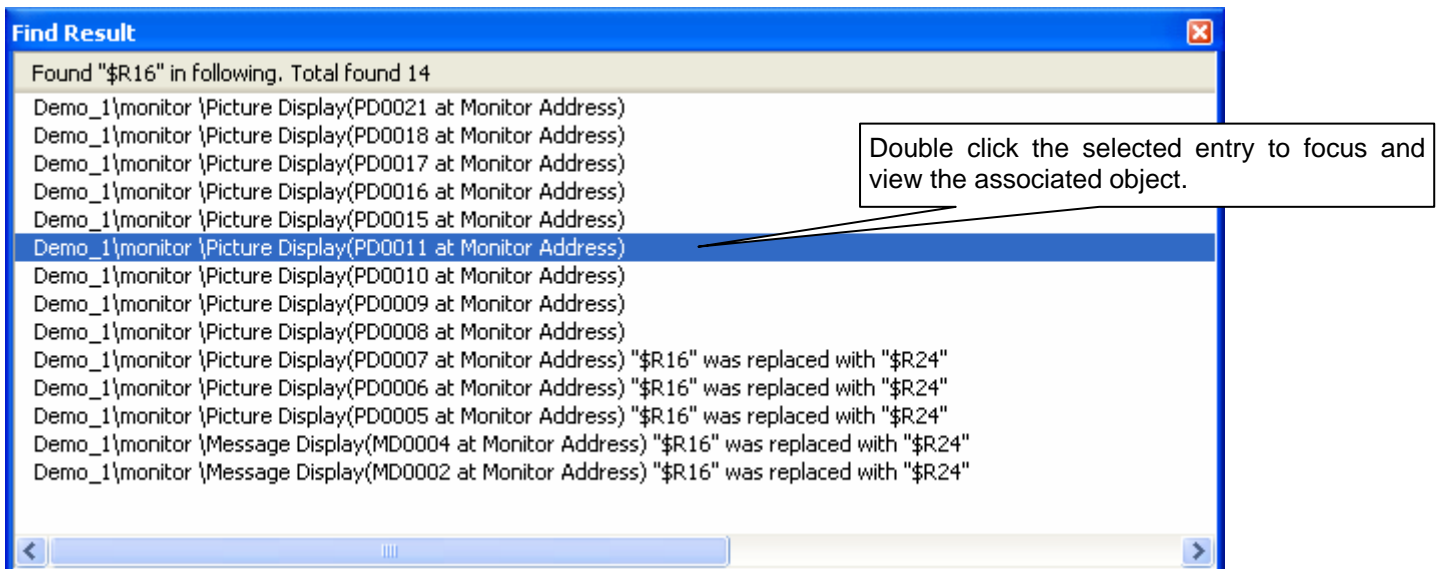 Find Result
Found "$R16" in following. Total found 14
Demo_1\monitor \Picture Display(PD0021 at Monitor Address)
Demo_1\monitor \Picture Display(PD0018 at Monitor Address)
Demo_1\monitor \Picture Display(PD0017 at Monitor Address)
Demo_1\monitor \Picture Display(PD0016 at Monitor Address)
Demo_1\monitor \Picture Display(PD0015 at Monitor Address)
Demo_1\monitor \Picture Display(PD0011 at Monitor Address)
Demo_1\monitor \Picture Display(PD0010 at Monitor Address)
Demo_1\monitor \Picture Display(PD0009 at Monitor Address)
Demo_1\monitor \Picture Display(PD0008 at Monitor Address)
Demo_1\monitor \Picture Display(PD0007 at Monitor Address) "$R16" was replaced with "$R24"
Demo_1\monitor \Picture Display(PD0006 at Monitor Address) "$R16" was replaced with "$R24"
Demo_1\monitor \Picture Display(PD0005 at Monitor Address) "$R16" was replaced with "$R24"
Demo_1\monitor \Message Display(MD0004 at Monitor Address) "$R16" was replaced with "$R24"
Demo_1\monitor \Message Display(MD0002 at Monitor Address) "$R16" was replaced with "$R24"
Double click the selected entry to focus and
view the associated object.